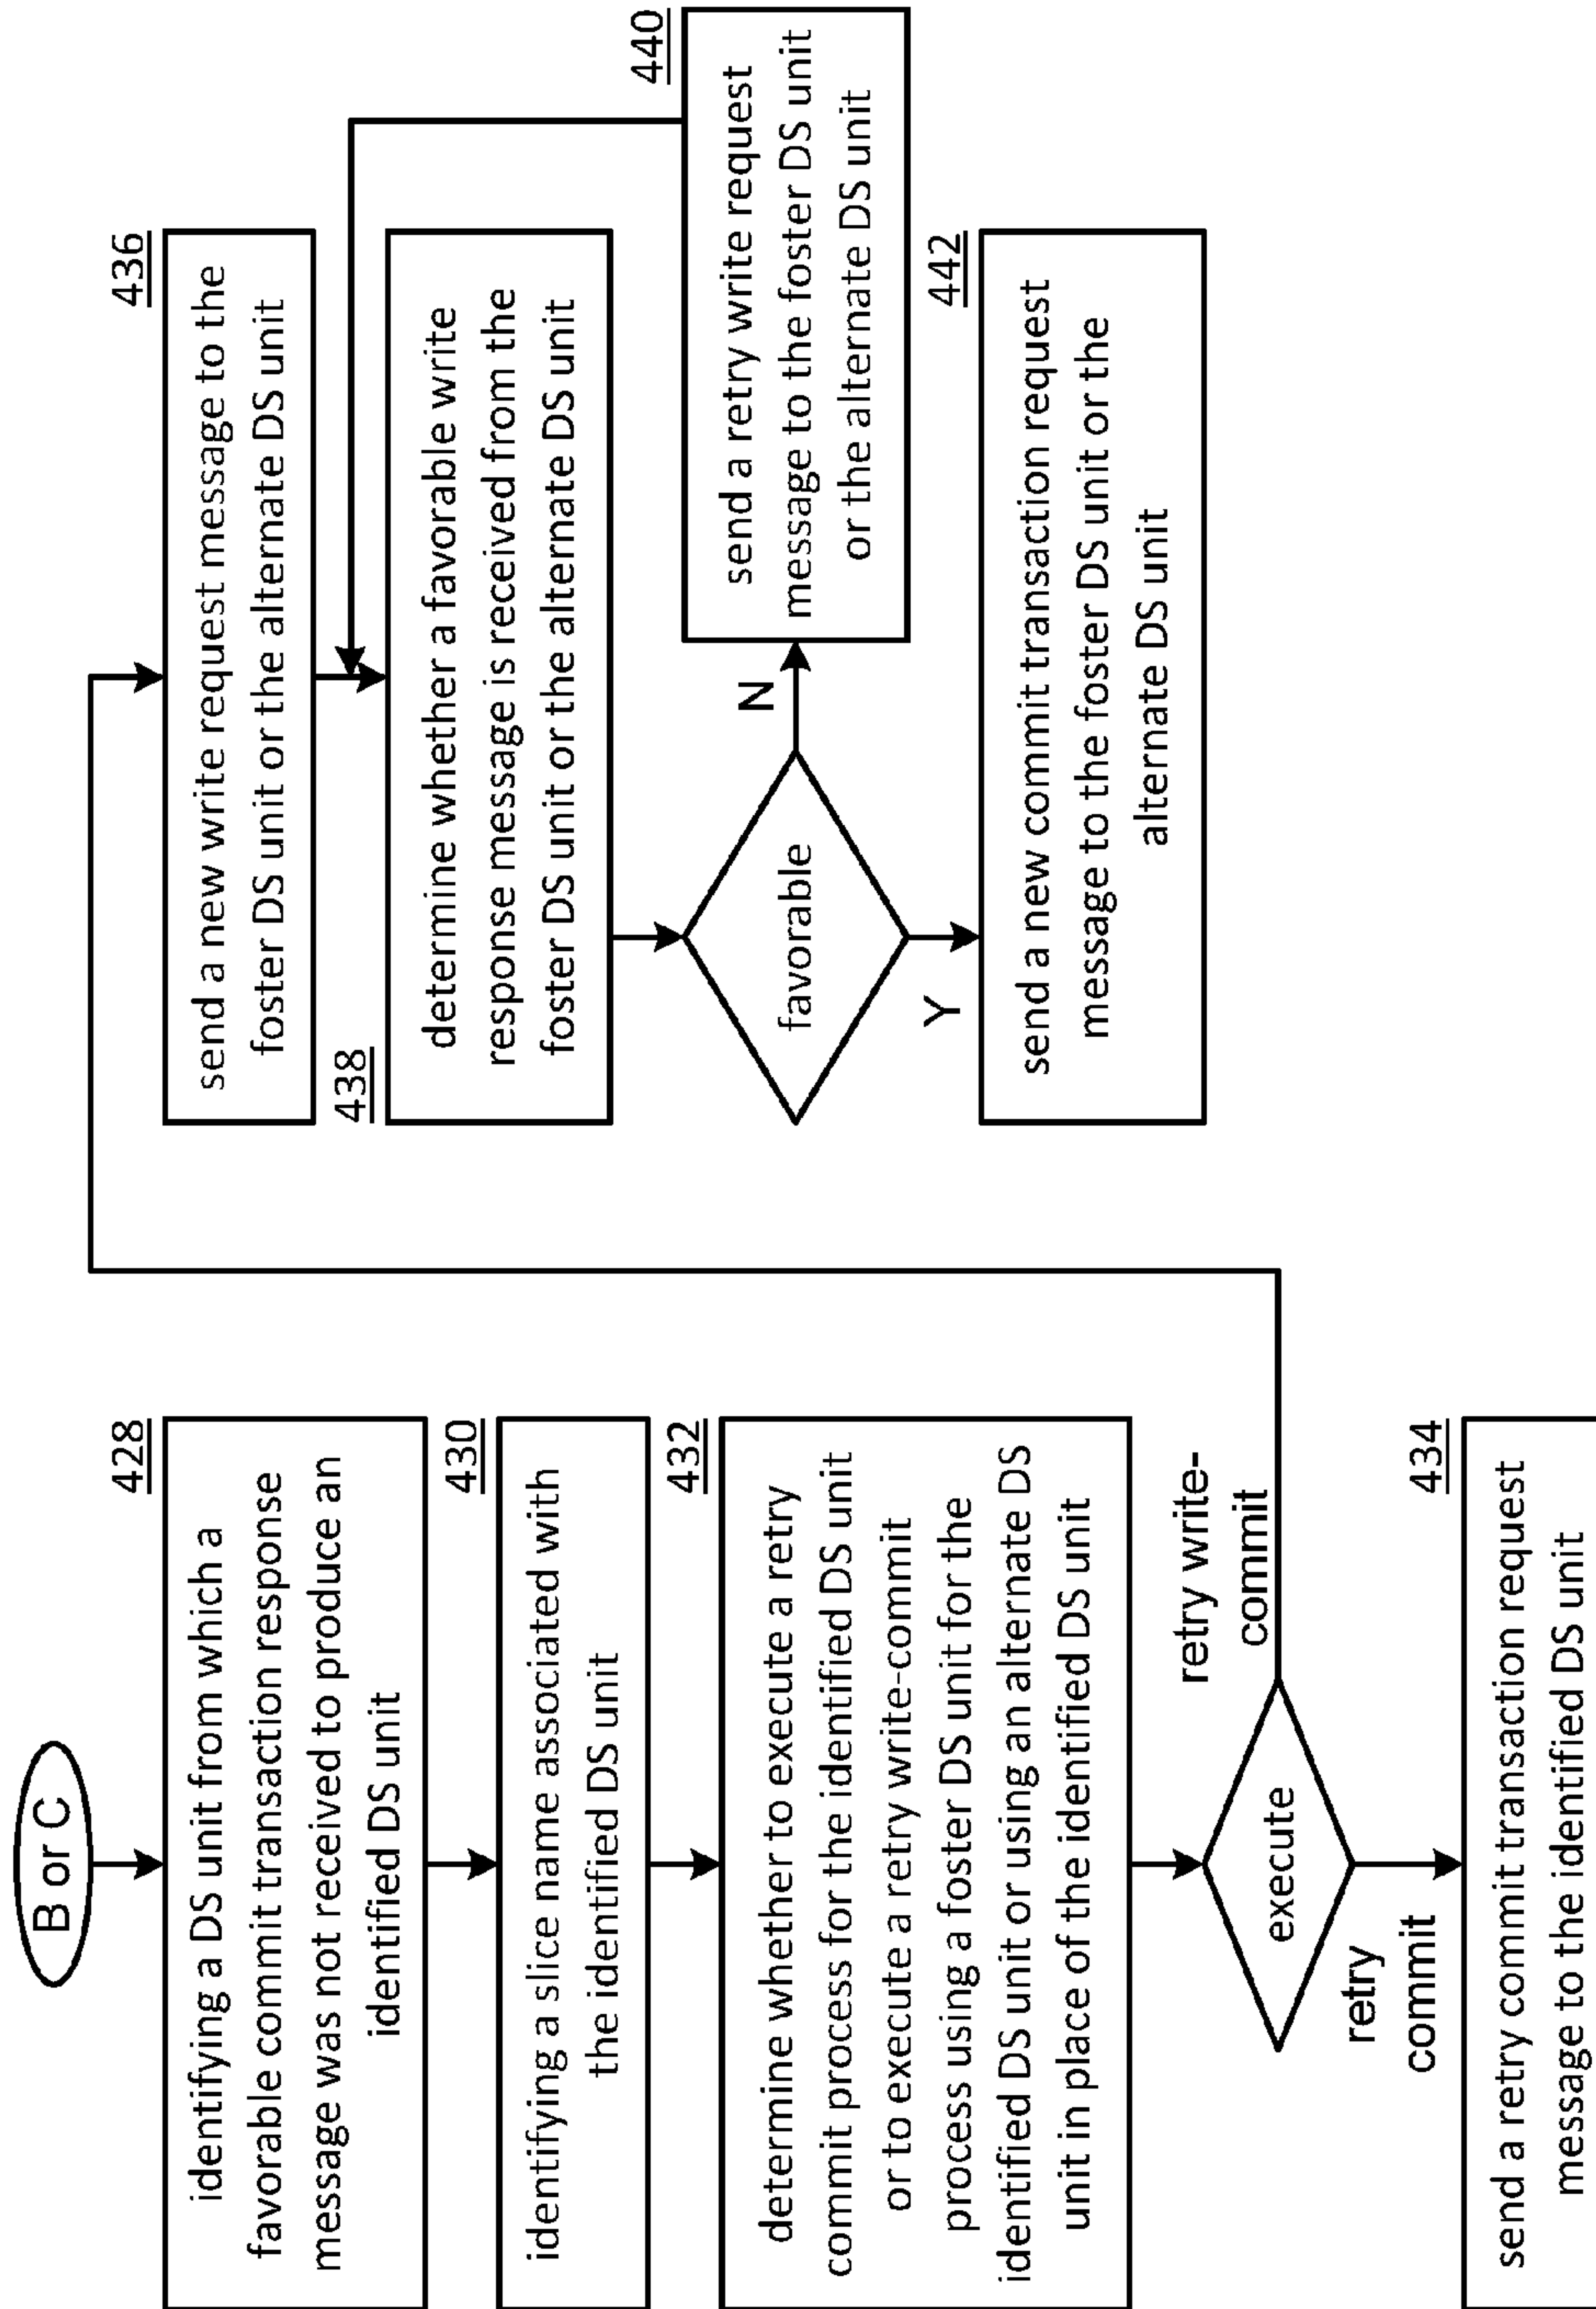 B or C
428
identifying a DS unit from which a
favorable commit transaction response
message was not received to produce an
identified DS unit
430
identifying a slice name associated with
the identified DS unit
432
determine whether to execute a retry
commit process for the identified DS unit
or to execute a retry write-commit
process using a foster DS unit for the
identified DS unit or using an alternate DS
unit in place of the identified DS unit
execute
retry write-
commit
retry
commit
434
send a retry commit transaction request
message to the identified DS unit
436
send a new write request message to the
foster DS unit or the alternate DS unit
438
determine whether a favorable write
response message is received from the
foster DS unit or the alternate DS unit
favorable
N
Y
440
send a retry write request
message to the foster DS unit
or the alternate DS unit
442
send a new commit transaction request
message to the foster DS unit or the
alternate DS unit